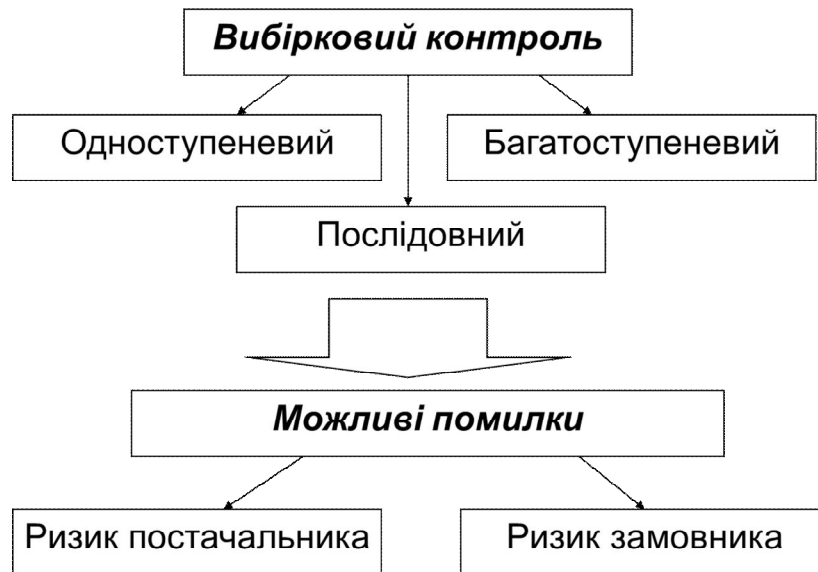 Вибірковий контроль
Одноступеневий
Багатоступеневий
Послідовний
Можливі помилки
Ризик постачальника
Ризик замовника